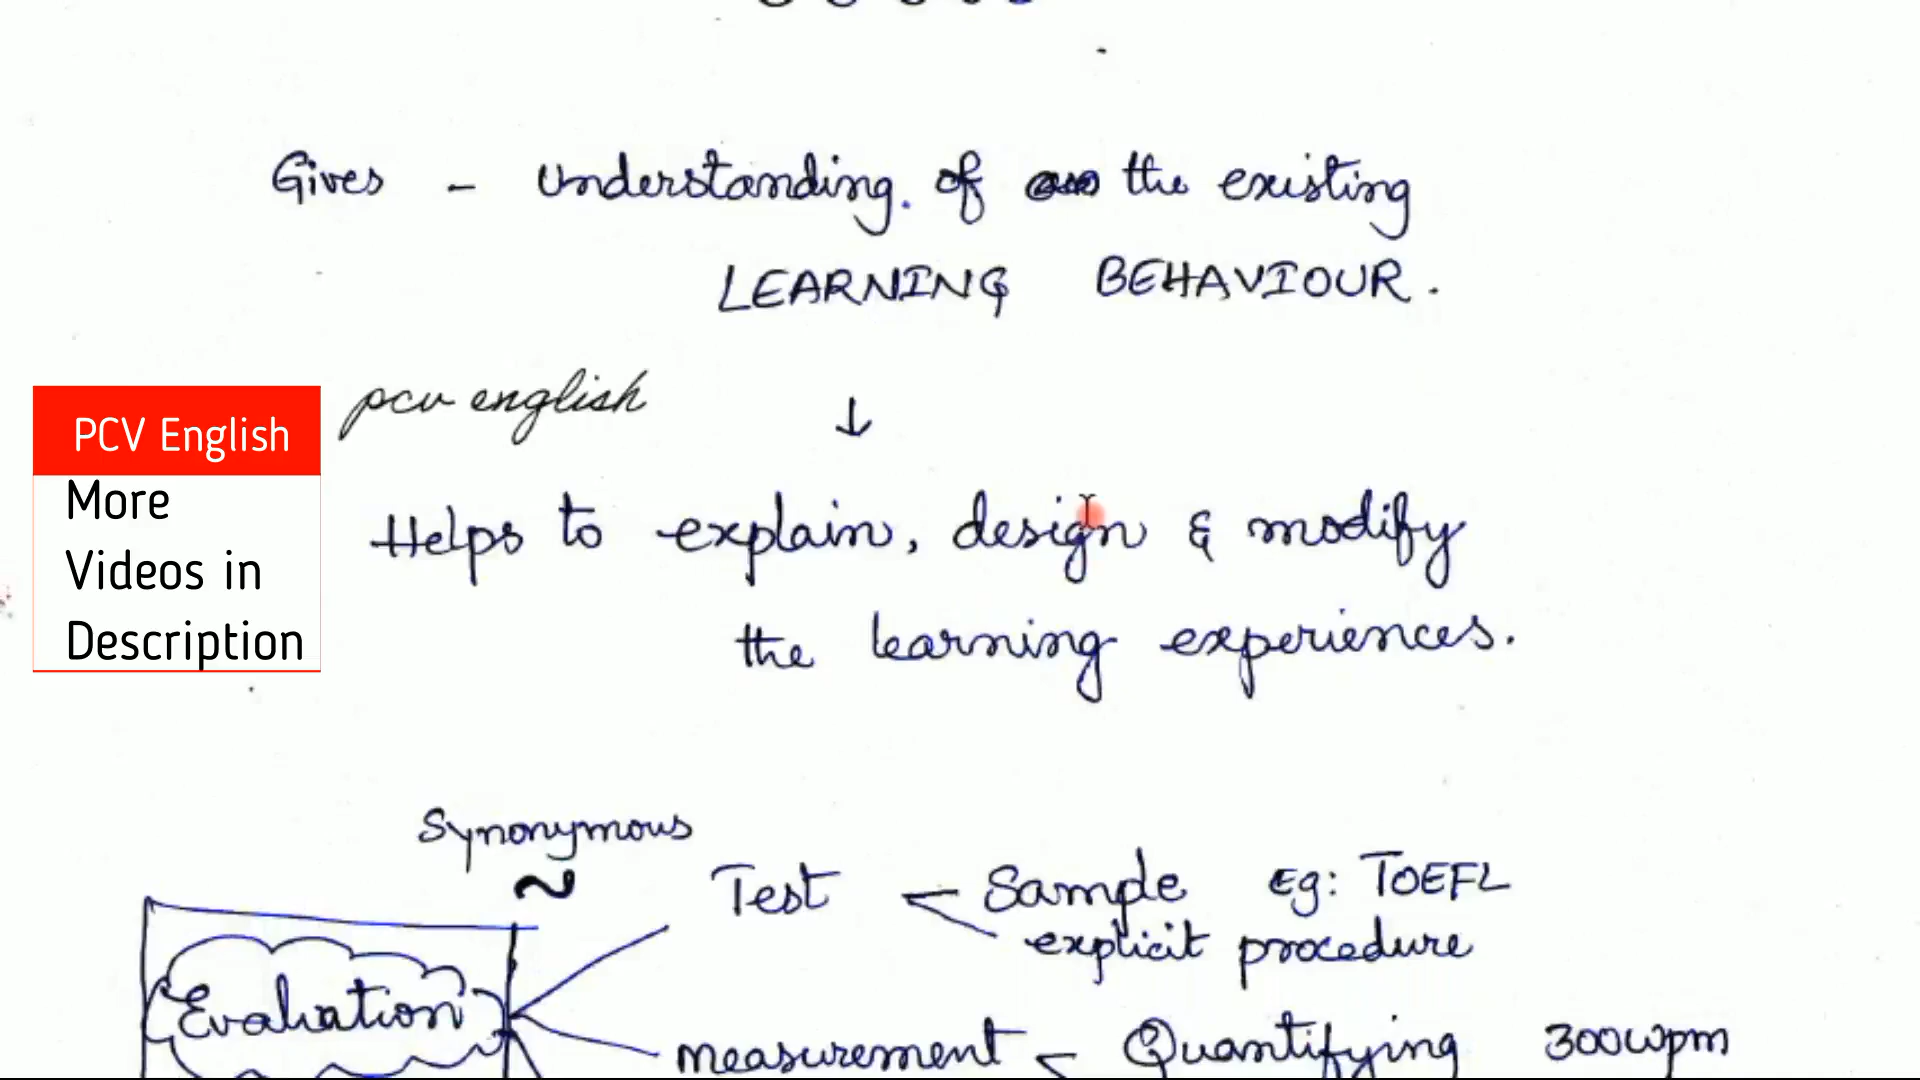 Gives - Understanding. of the existing
LEARNING BEHAVIOUR.
pcv english
PCV English
More
Videos in
Description
↓
Helps to explain, design & modify
the learning experiences.
Synonymous
~
Test - Sample Eg: TOEFL
explicit procedure
Evaluation
measurement - Quantifying 300wpm